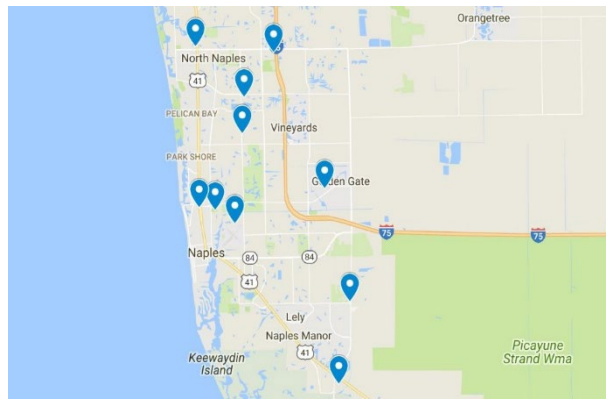 Orangetree
North Naples
41
PELICAN BAY
Vineyards
PARK SHORE
Golden Gate
75
75
Naples
84
84
41
Lely
Naples Manor
41
Keewaydin
Island
Picayune
Strand Wma